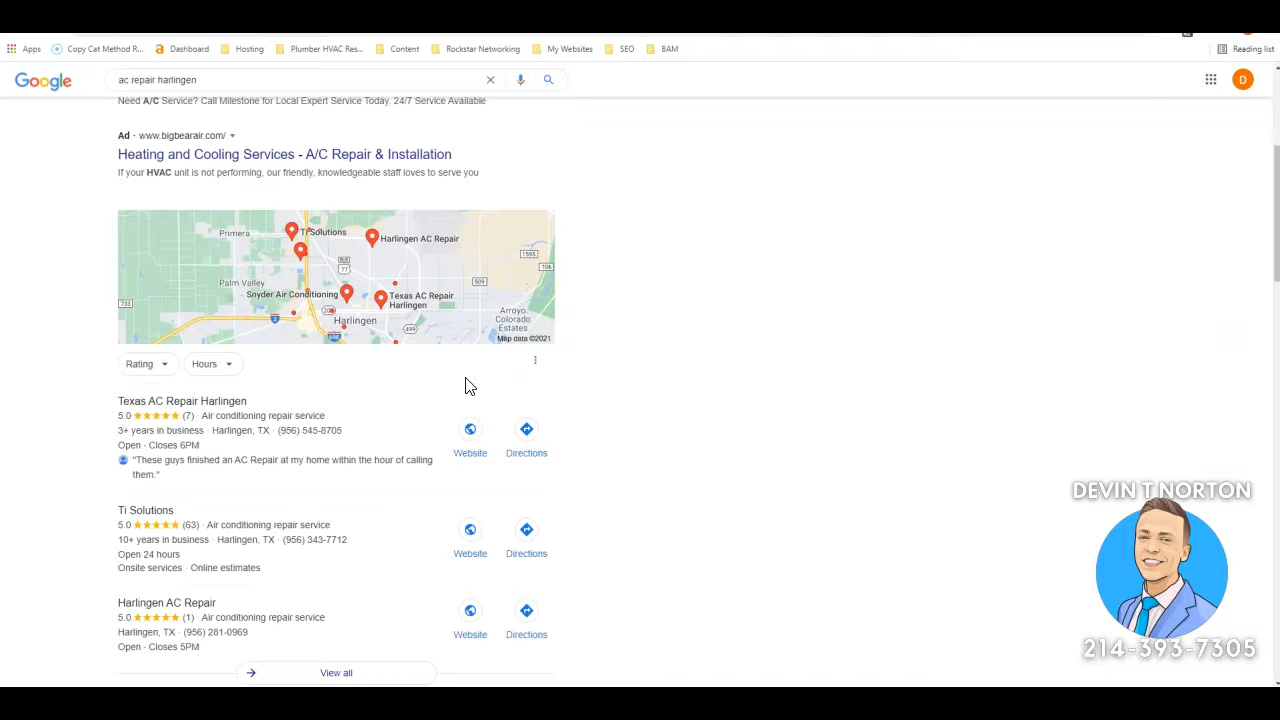 Apps
Copy Cat Method R...
Dashboard
Hosting
Plumber HVAC Res...
Content
Rockstar Networking
My Websites
SEO
BAM
Reading list
Google
ac repair harlingen
D
Need A/C Service? Call Milestone for Local Expert Service Today. 24/7 Service Available
Ad · www.bigbearair.com/
Heating and Cooling Services - A/C Repair & Installation
If your HVAC unit is not performing, our friendly, knowledgeable staff loves to serve you
Primera
Ti Solutions
Harlingen AC Repair
1595
106
77
509
Palm Valley
Snyder Air Conditioning
Texas AC Repair
Harlingen
733
2
Harlingen
499
Arroyo
Colorado
Estates
Map data ©2021
Rating
Hours
Texas AC Repair Harlingen
5.0 ★★★★★ (7) · Air conditioning repair service
3+ years in business · Harlingen, TX · (956) 545-8705
Open · Closes 6PM
"These guys finished an AC Repair at my home within the hour of calling
them."
Website
Directions
Ti Solutions
5.0 ★★★★★ (63) · Air conditioning repair service
10+ years in business · Harlingen, TX · (956) 343-7712
Open 24 hours
Onsite services · Online estimates
Website
Directions
Harlingen AC Repair
5.0 ★★★★★ (1) · Air conditioning repair service
Harlingen, TX · (956) 281-0969
Open · Closes 5PM
Website
Directions
View all
DEVIN T NORTON
214-393-7305